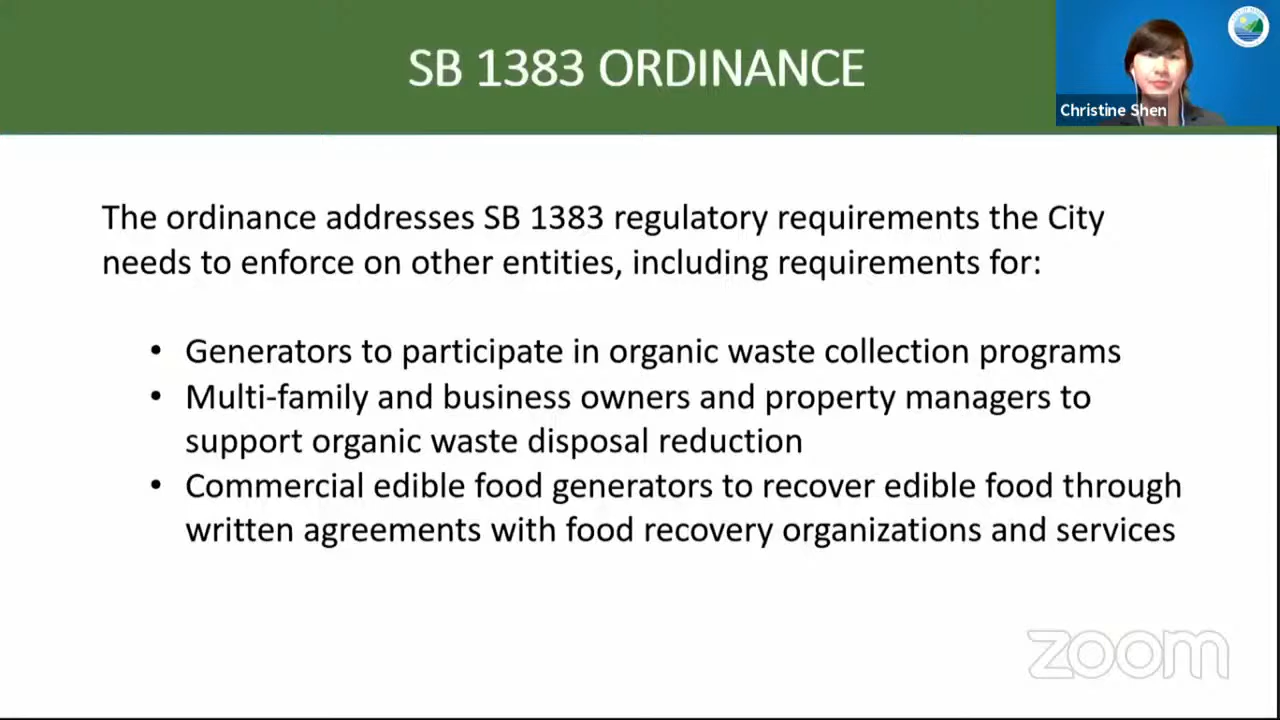 SB 1383 ORDINANCE
Christine Shen
The ordinance addresses SB 1383 regulatory requirements the City
needs to enforce on other entities, including requirements for:
• Generators to participate in organic waste collection programs
• Multi-family and business owners and property managers to
support organic waste disposal reduction
• Commercial edible food generators to recover edible food through
written agreements with food recovery organizations and services
zoom